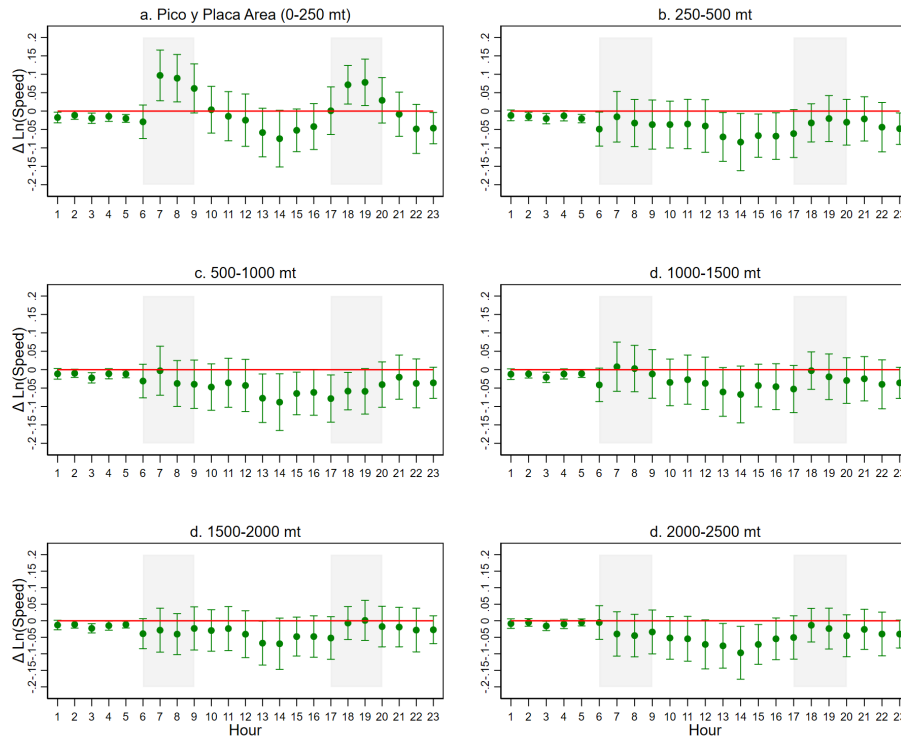 a. Pico y Placa Area (0-250 mt)
Δ Ln(Speed)
-.2 -.15 -.1 -.05 0 .05 .1 .15 .2
1 2 3 4 5 6 7 8 9 10 11 12 13 14 15 16 17 18 19 20 21 22 23
b. 250-500 mt
Δ Ln(Speed)
-.2 -.15 -.1 -.05 0 .05 .1 .15 .2
1 2 3 4 5 6 7 8 9 10 11 12 13 14 15 16 17 18 19 20 21 22 23
c. 500-1000 mt
Δ Ln(Speed)
-.2 -.15 -.1 -.05 0 .05 .1 .15 .2
1 2 3 4 5 6 7 8 9 10 11 12 13 14 15 16 17 18 19 20 21 22 23
d. 1000-1500 mt
Δ Ln(Speed)
-.2 -.15 -.1 -.05 0 .05 .1 .15 .2
1 2 3 4 5 6 7 8 9 10 11 12 13 14 15 16 17 18 19 20 21 22 23
d. 1500-2000 mt
Δ Ln(Speed)
-.2 -.15 -.1 -.05 0 .05 .1 .15 .2
1 2 3 4 5 6 7 8 9 10 11 12 13 14 15 16 17 18 19 20 21 22 23
Hour
d. 2000-2500 mt
Δ Ln(Speed)
-.2 -.15 -.1 -.05 0 .05 .1 .15 .2
1 2 3 4 5 6 7 8 9 10 11 12 13 14 15 16 17 18 19 20 21 22 23
Hour